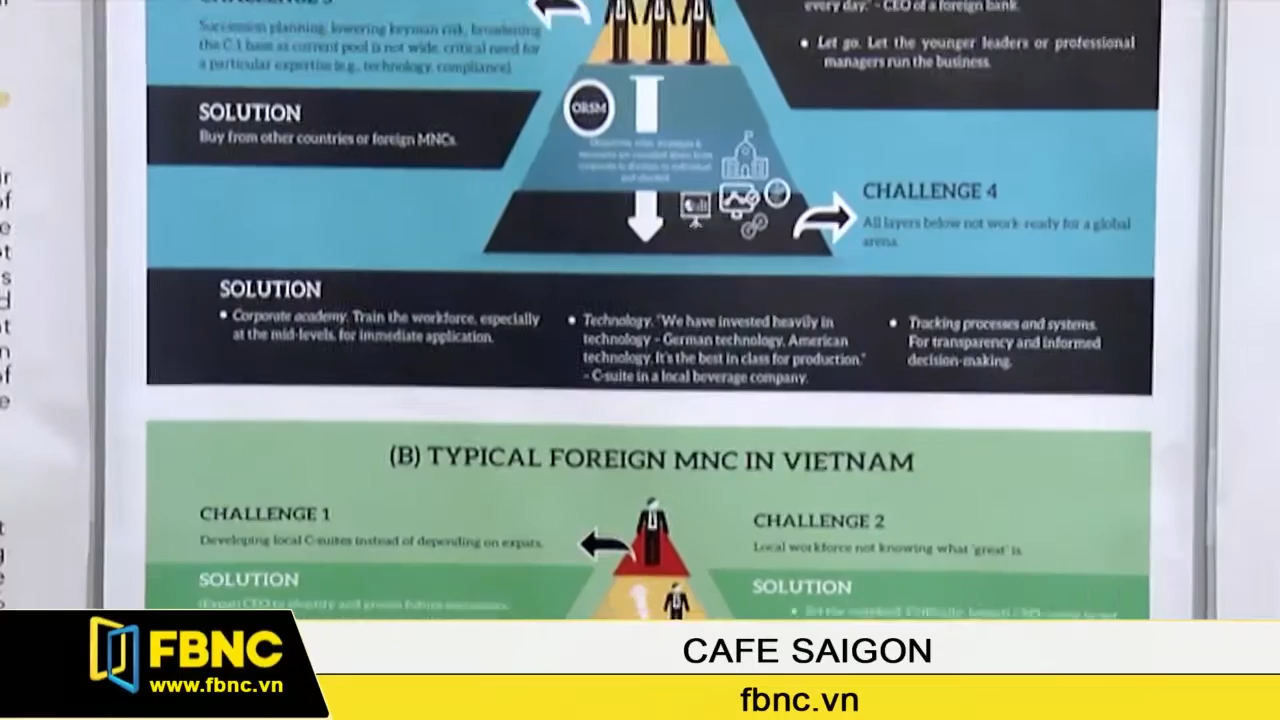 every day." - CEO of a foreign bank.
Succession planning, lowering keyman risk, broadening
the C-1 base as current pool is not wide, critical need for
a particular expertise (e.g., technology, compliance)
• Let go. Let the younger leaders or professional
managers run the business.
SOLUTION
Buy from other countries or foreign MNCs.
CHALLENGE 4
All layers below not work-ready for a global
arena.
SOLUTION
• Corporate academy. Train the workforce, especially
at the mid-levels, for immediate application.
• Technology. "We have invested heavily in
technology - German technology, American
technology. It's the best in class for production."
- C-suite in a local beverage company.
• Tracking processes and systems.
For transparency and informed
decision-making.
(B) TYPICAL FOREIGN MNC IN VIETNAM
CHALLENGE 1
Developing local C-suites instead of depending on expats.
SOLUTION
CHALLENGE 2
Local workforce not knowing what 'great' is
SOLUTION
FBNC
www.fbnc.vn
CAFE SAIGON
fbnc.vn